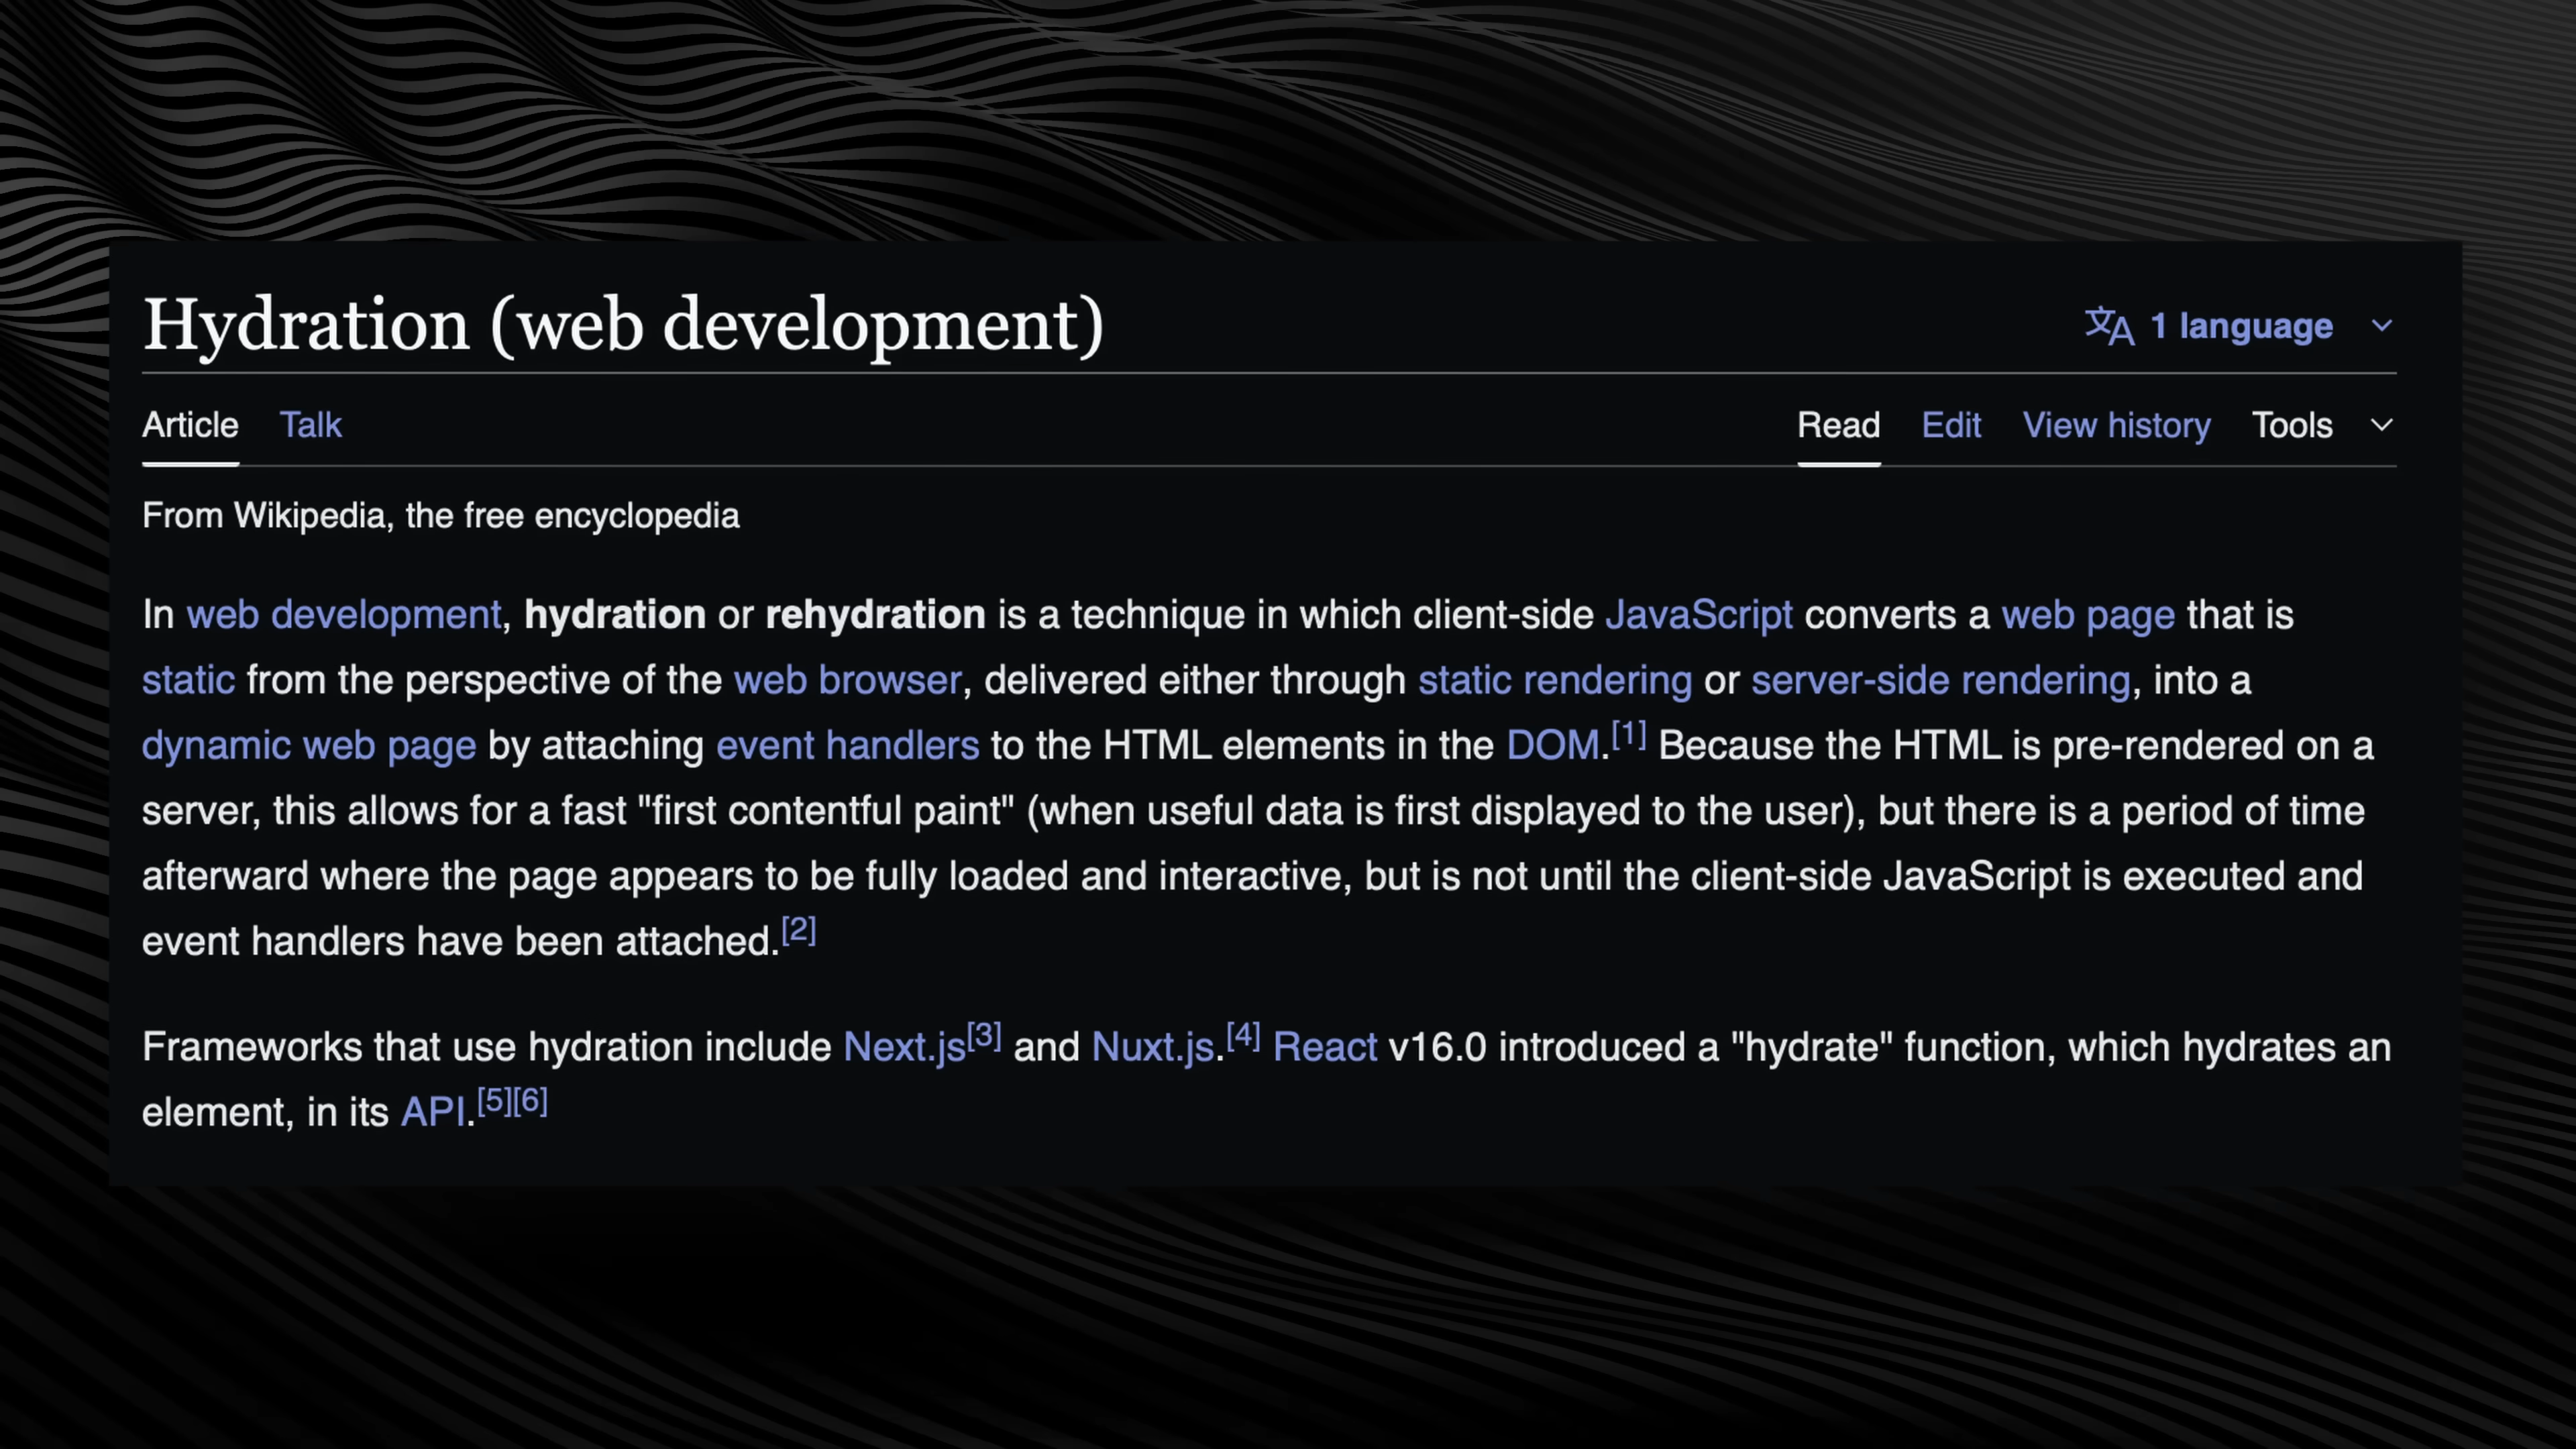 Hydration (web development)
文A 1 language
Article Talk
Read Edit View history Tools
From Wikipedia, the free encyclopedia
In web development, hydration or rehydration is a technique in which client-side JavaScript converts a web page that is
static from the perspective of the web browser, delivered either through static rendering or server-side rendering, into a
dynamic web page by attaching event handlers to the HTML elements in the DOM.[1] Because the HTML is pre-rendered on a
server, this allows for a fast "first contentful paint" (when useful data is first displayed to the user), but there is a period of time
afterward where the page appears to be fully loaded and interactive, but is not until the client-side JavaScript is executed and
event handlers have been attached.[2]
Frameworks that use hydration include Next.js[3] and Nuxt.js.[4] React v16.0 introduced a "hydrate" function, which hydrates an
element, in its API.[5][6]